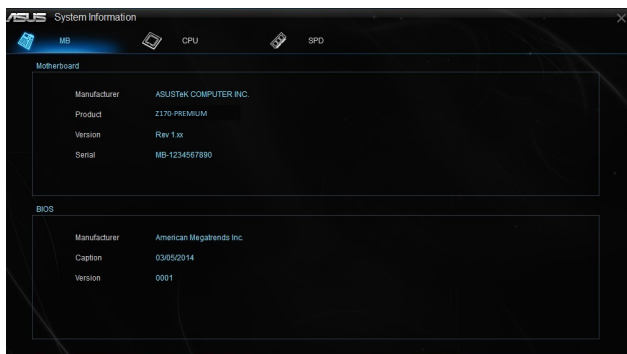 ASUS System Information
MB CPU SPD
Motherboard
Manufacturer ASUSTeK COMPUTER INC.
Product Z170-PREMIUM
Version Rev 1.xx
Serial MB-1234567890
BIOS
Manufacturer American Megatrends Inc.
Caption 03/05/2014
Version 0001